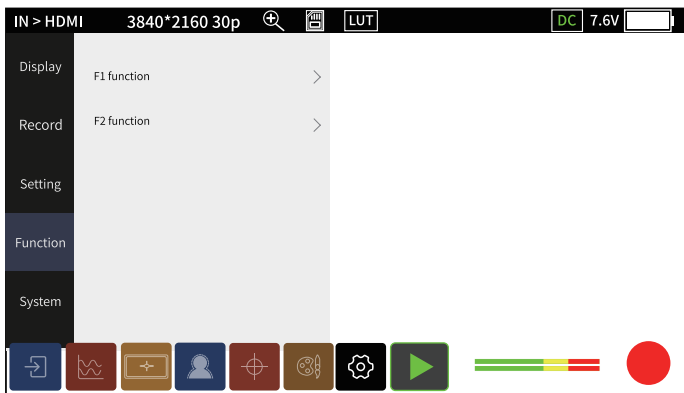 IN > HDMI 3840*2160 30p LUT DC 7.6V
Display
F1 function
Record
F2 function
Setting
Function
System